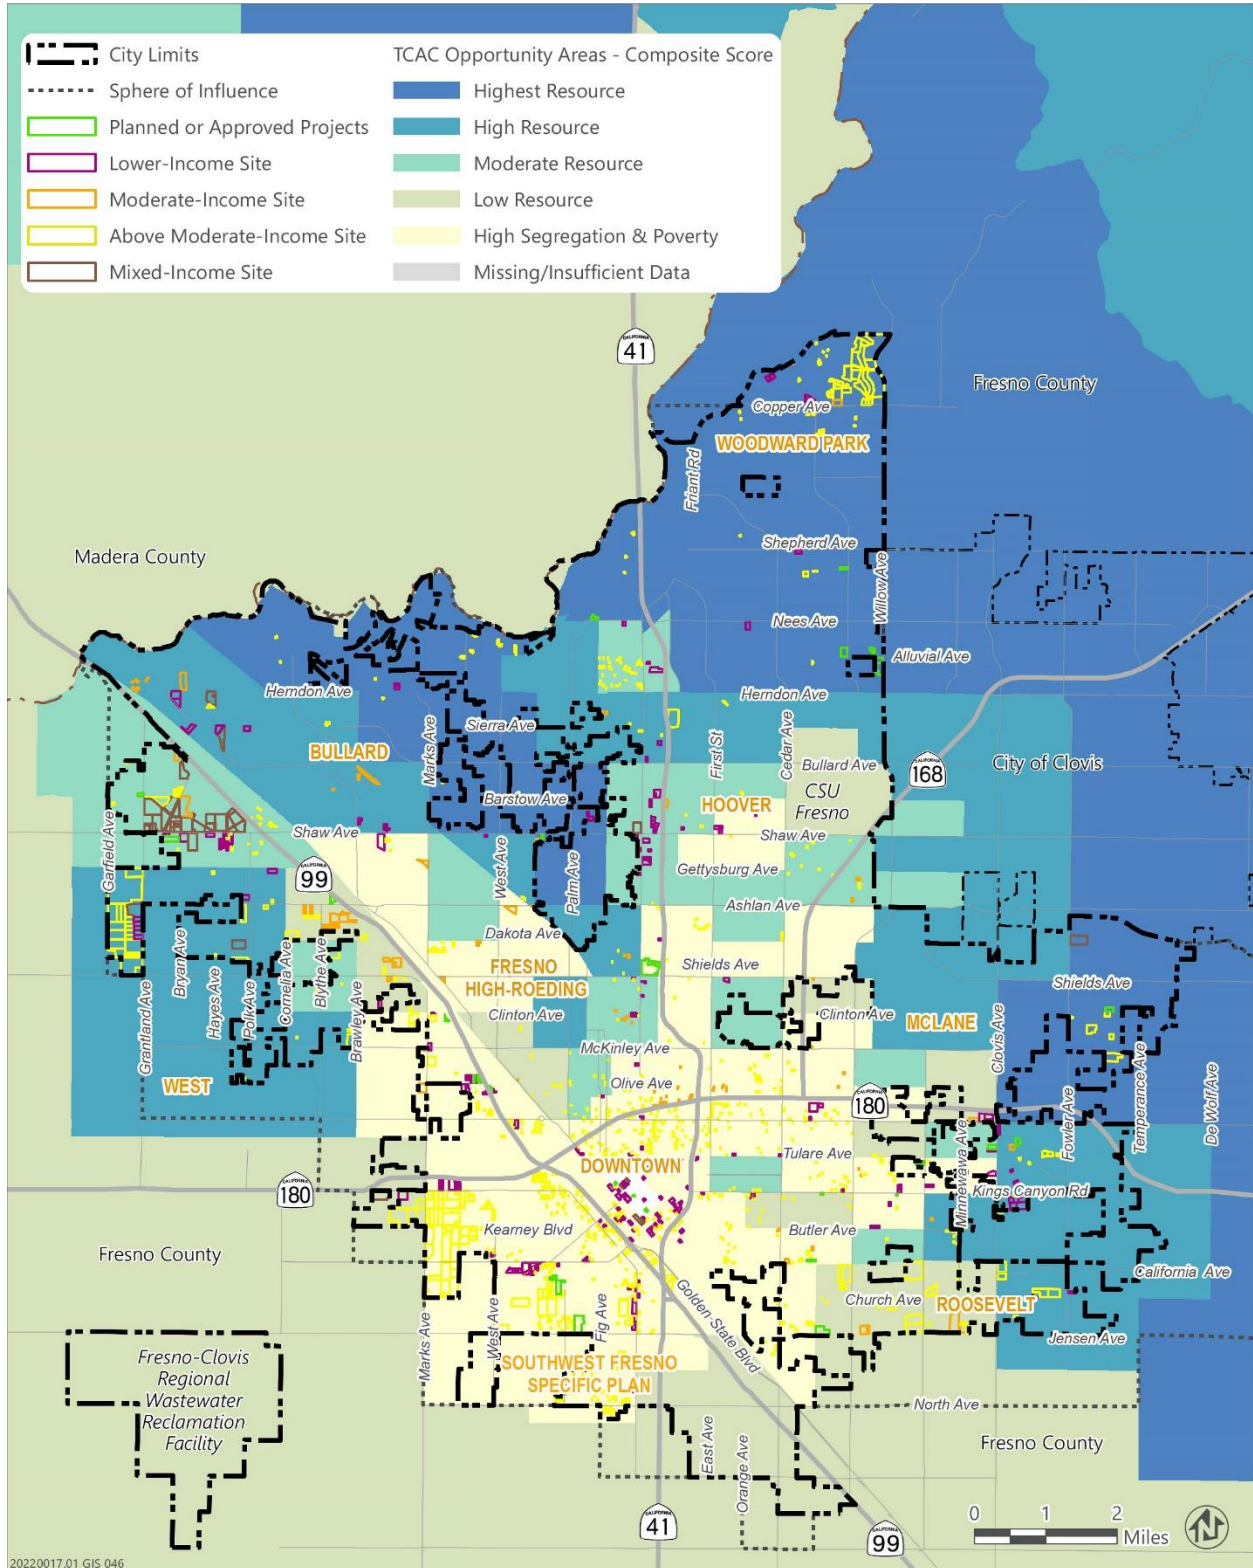 City Limits
Sphere of Influence
Planned or Approved Projects
Lower-Income Site
Moderate-Income Site
Above Moderate-Income Site
Mixed-Income Site
TCAC Opportunity Areas - Composite Score
Highest Resource
High Resource
Moderate Resource
Low Resource
High Segregation & Poverty
Missing/Insufficient Data
CALIFORNIA
41
Fresno County
Copper Ave
WOODWARD PARK
Friant Rd
Madera County
Shepherd Ave
Willow Ave
Nees Ave
Alluvial Ave
Herndon Ave
Herndon Ave
Sierra Ave
Marks Ave
BULLARD
First St
Cedar Ave
Bullard Ave
CALIFORNIA
168
City of Clovis
Barstow Ave
HOOVER
CSU
Fresno
Shaw Ave
Shaw Ave
Garfield Ave
CALIFORNIA
99
West Ave
Palm Ave
Gettysburg Ave
Ashlan Ave
Dakota Ave
Bryan Ave
Hayes Ave
Polk Ave
Cornelia Ave
Blythe Ave
FRESNO
HIGH-ROEDING
Shields Ave
Shields Ave
Grantland Ave
Brawley Ave
Clinton Ave
Clinton Ave
MCLANE
Clovis Ave
McKinley Ave
WEST
Olive Ave
CALIFORNIA
180
Fowler Ave
Temperance Ave
De Wolf Ave
Minnewawa Ave
Tulare Ave
DOWNTOWN
CALIFORNIA
180
Kings Canyon Rd
Kearney Blvd
Butler Ave
Fresno County
California Ave
Golden State Blvd
Church Ave
ROOSEVELT
Marks Ave
West Ave
Fig Ave
Jensen Ave
Fresno-Clovis
Regional
Wastewater
Reclamation
Facility
SOUTHWEST FRESNO
SPECIFIC PLAN
North Ave
East Ave
Orange Ave
Fresno County
CALIFORNIA
41
CALIFORNIA
99
0 1 2
Miles
N
20220017.01 GIS 046